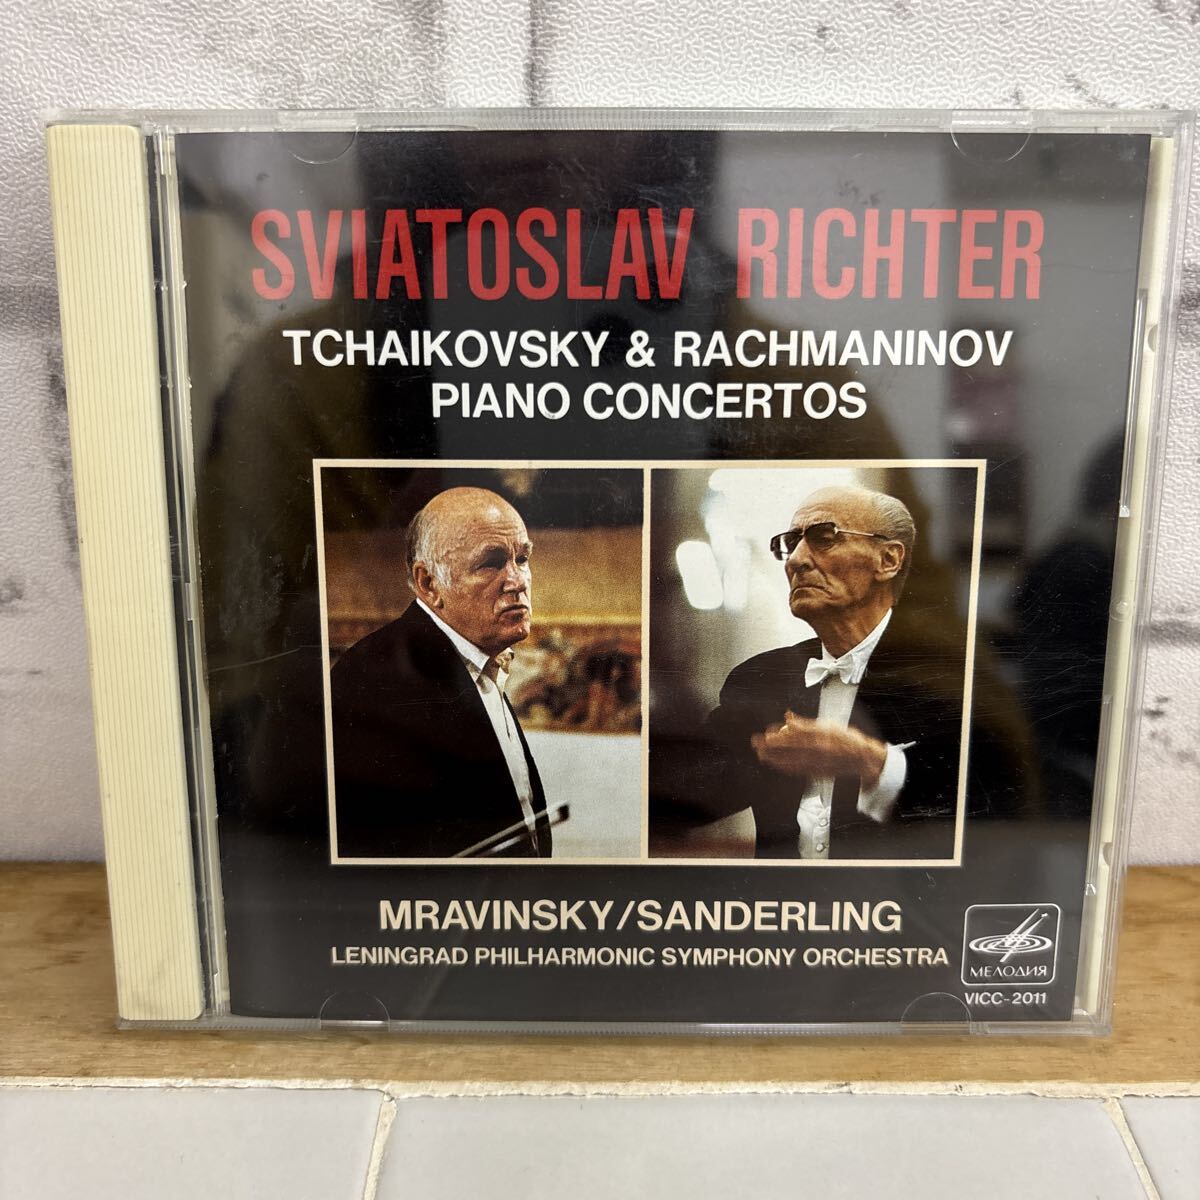 SVIATOSLAV RICHTER
TCHAIKOVSKY & RACHMANINOV
PIANO CONCERTOS
MRAVINSKY/SANDERLING
LENINGRAD PHILHARMONIC SYMPHONY ORCHESTRA
МЕЛОДИЯ
VICC-2011